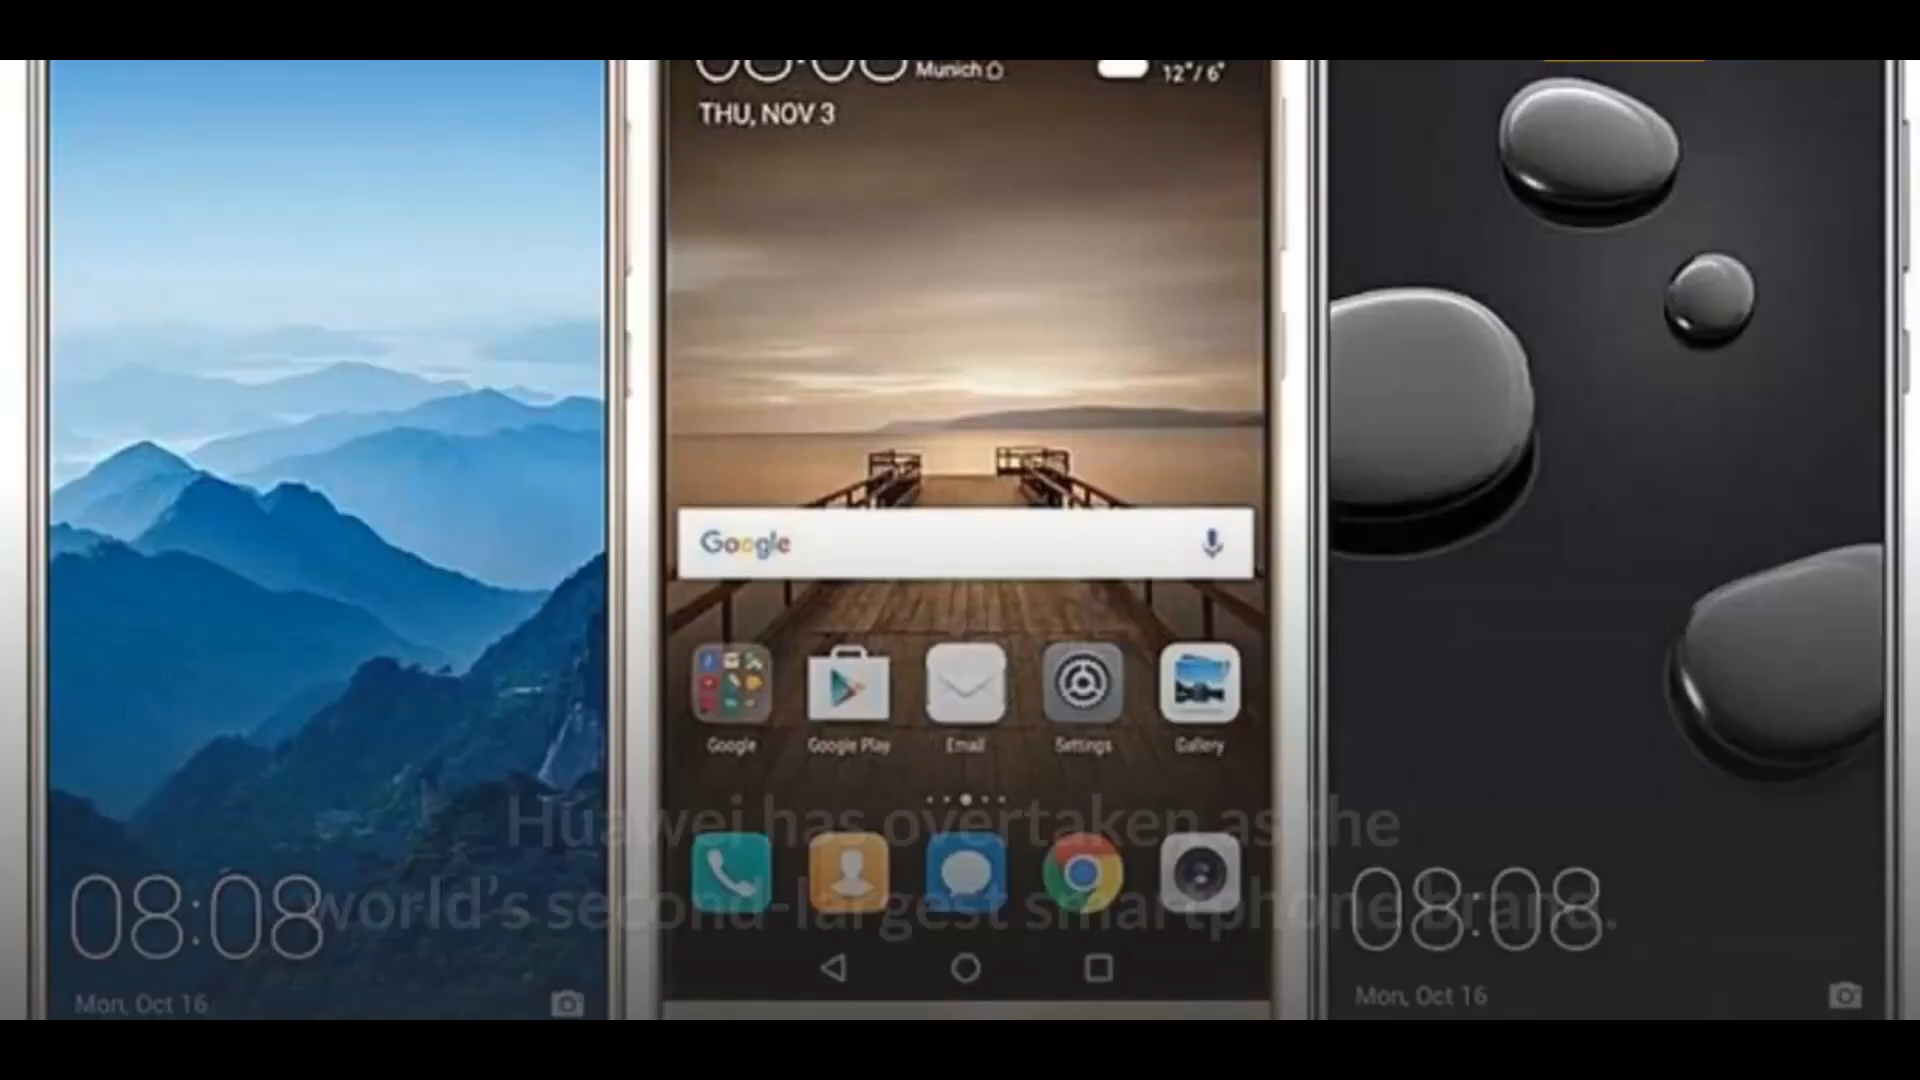 Munich
12°/ 6°
THU, NOV 3
Google
Google
Google Play
Email
Settings
Gallery
Huawei has overtaken as the
world's second-largest smartphone brand.
08:08
08:08
Mon, Oct 16
Mon, Oct 16